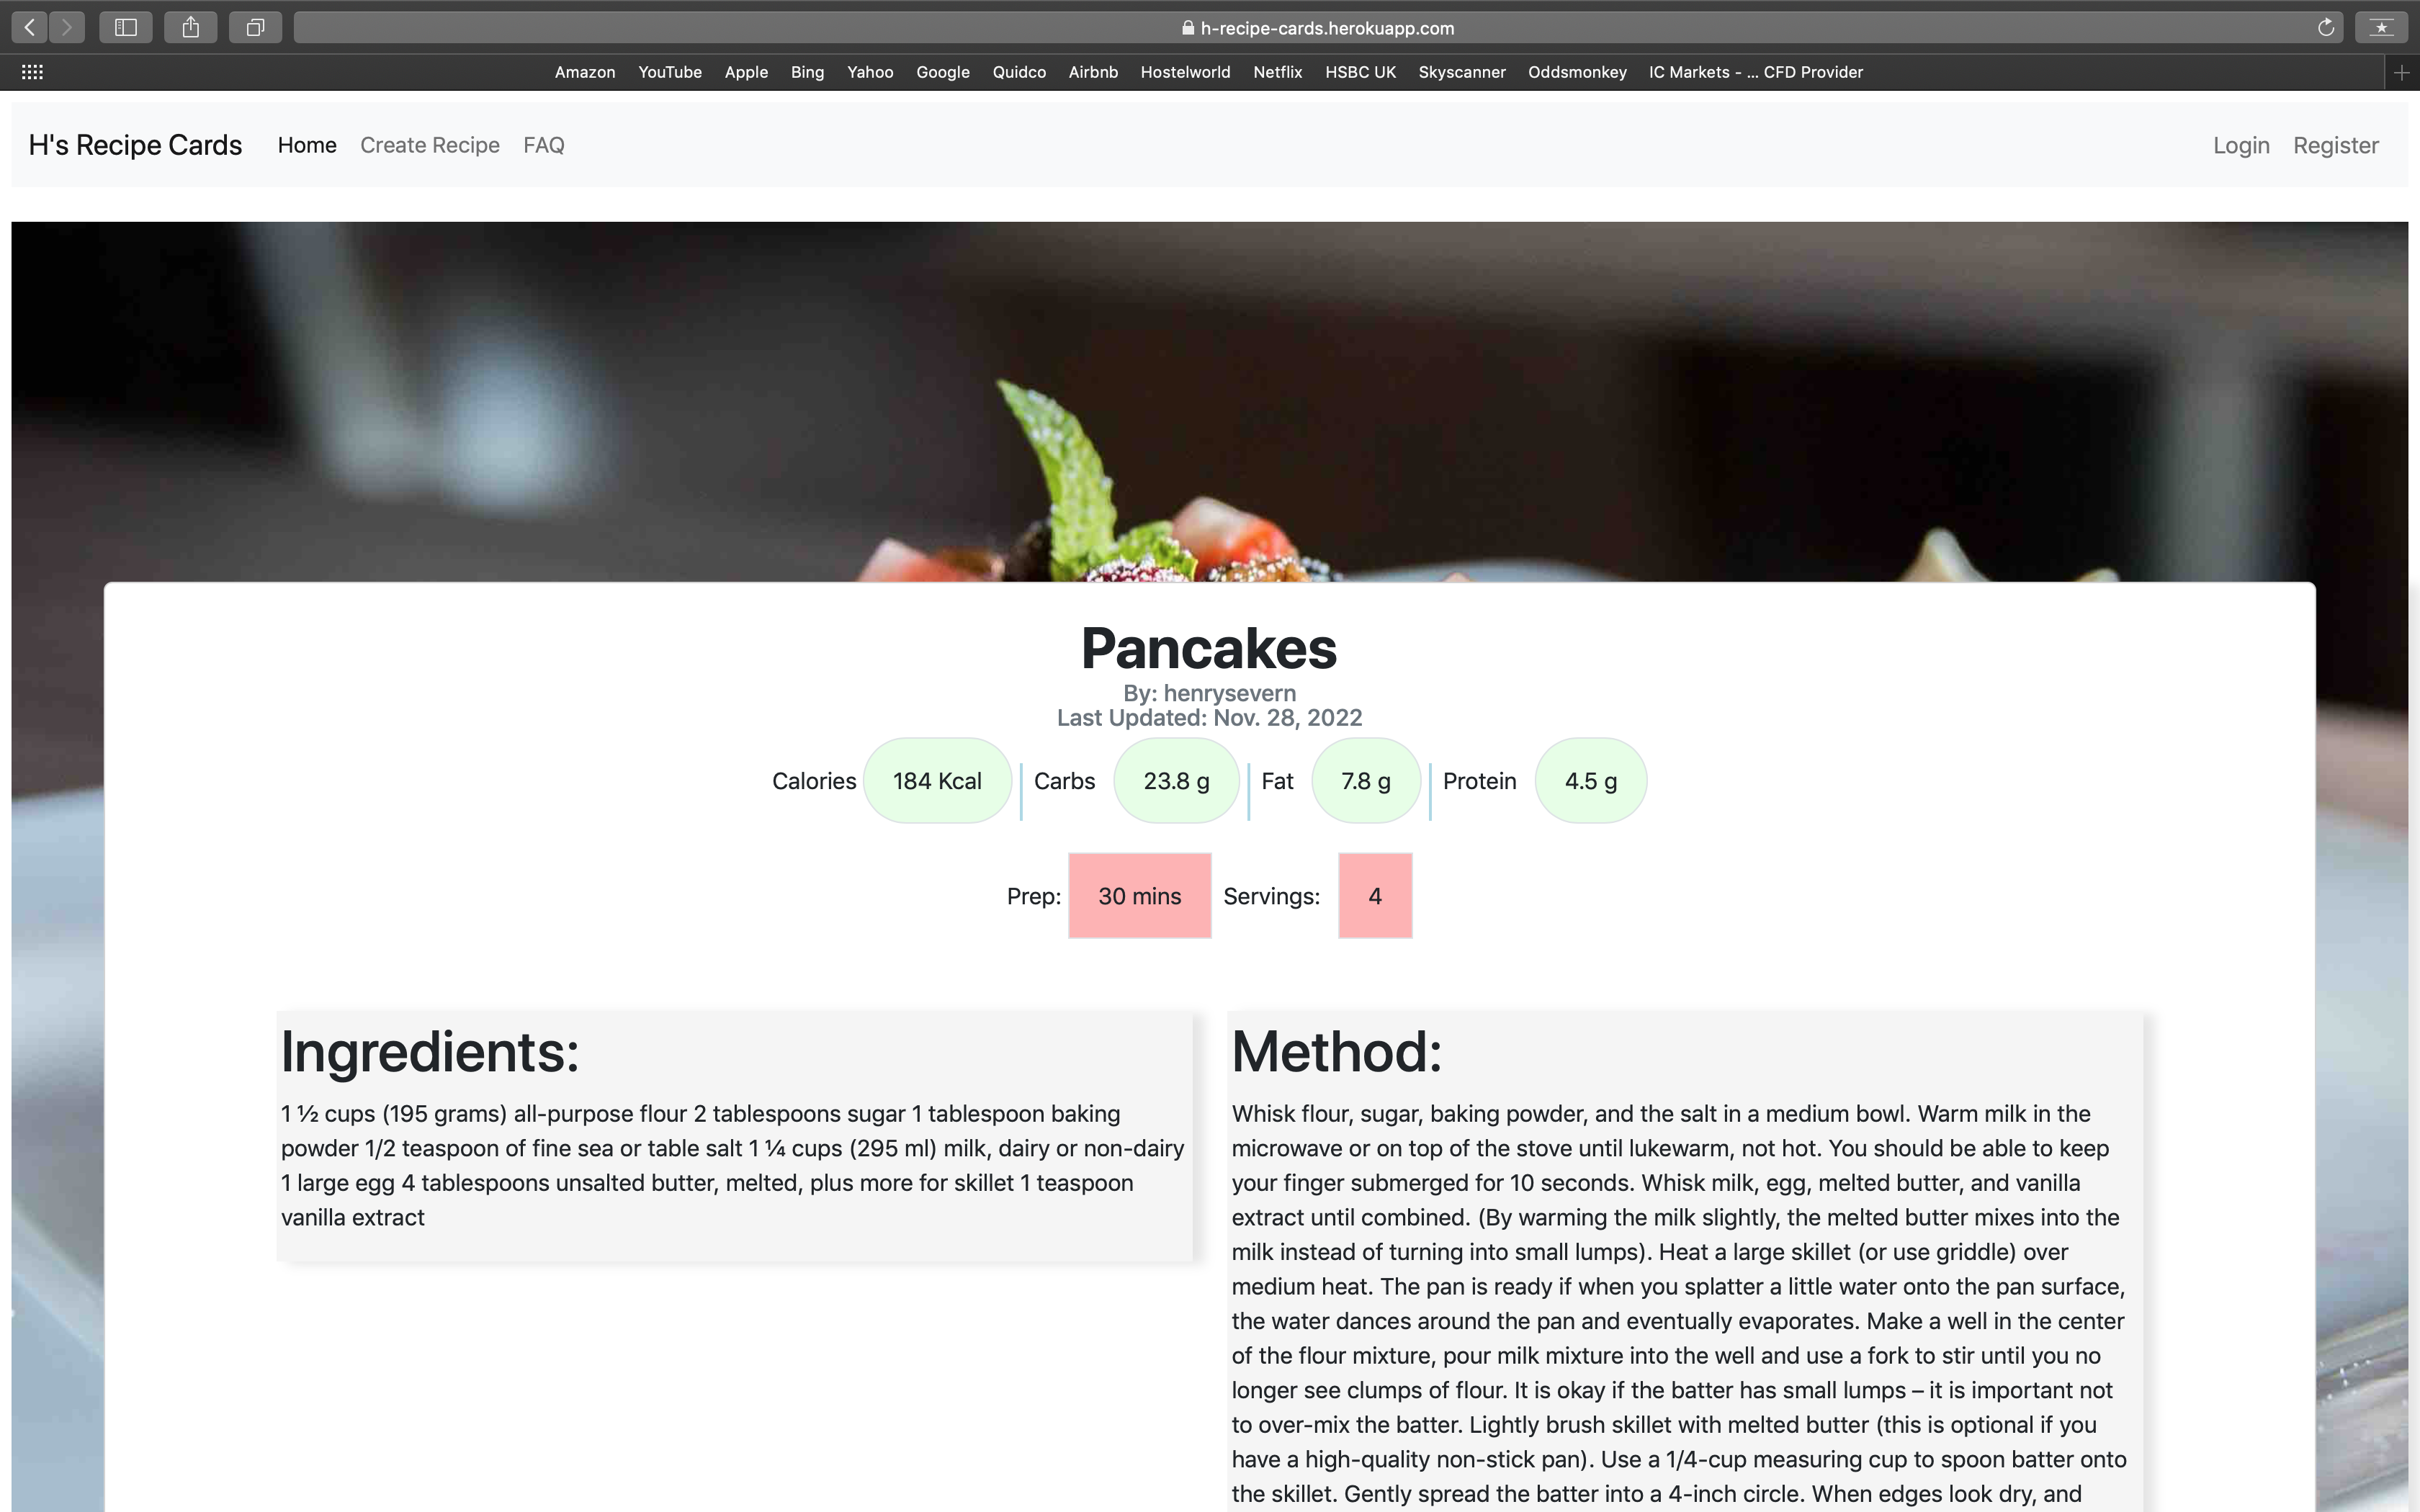 h-recipe-cards.herokuapp.com
Amazon YouTube Apple Bing Yahoo Google Quidco Airbnb Hostelworld Netflix HSBC UK Skyscanner Oddsmonkey IC Markets - ... CFD Provider
H's Recipe Cards Home Create Recipe FAQ Login Register
Pancakes
By: henrysevern
Last Updated: Nov. 28, 2022
Calories 184 Kcal Carbs 23.8 g Fat 7.8 g Protein 4.5 g
Prep: 30 mins Servings: 4
Ingredients:
1 ½ cups (195 grams) all-purpose flour 2 tablespoons sugar 1 tablespoon baking
powder 1/2 teaspoon of fine sea or table salt 1 ¼ cups (295 ml) milk, dairy or non-dairy
1 large egg 4 tablespoons unsalted butter, melted, plus more for skillet 1 teaspoon
vanilla extract
Method:
Whisk flour, sugar, baking powder, and the salt in a medium bowl. Warm milk in the
microwave or on top of the stove until lukewarm, not hot. You should be able to keep
your finger submerged for 10 seconds. Whisk milk, egg, melted butter, and vanilla
extract until combined. (By warming the milk slightly, the melted butter mixes into the
milk instead of turning into small lumps). Heat a large skillet (or use griddle) over
medium heat. The pan is ready if when you splatter a little water onto the pan surface,
the water dances around the pan and eventually evaporates. Make a well in the center
of the flour mixture, pour milk mixture into the well and use a fork to stir until you no
longer see clumps of flour. It is okay if the batter has small lumps – it is important not
to over-mix the batter. Lightly brush skillet with melted butter (this is optional if you
have a high-quality non-stick pan). Use a 1/4-cup measuring cup to spoon batter onto
the skillet. Gently spread the batter into a 4-inch circle. When edges look dry, and